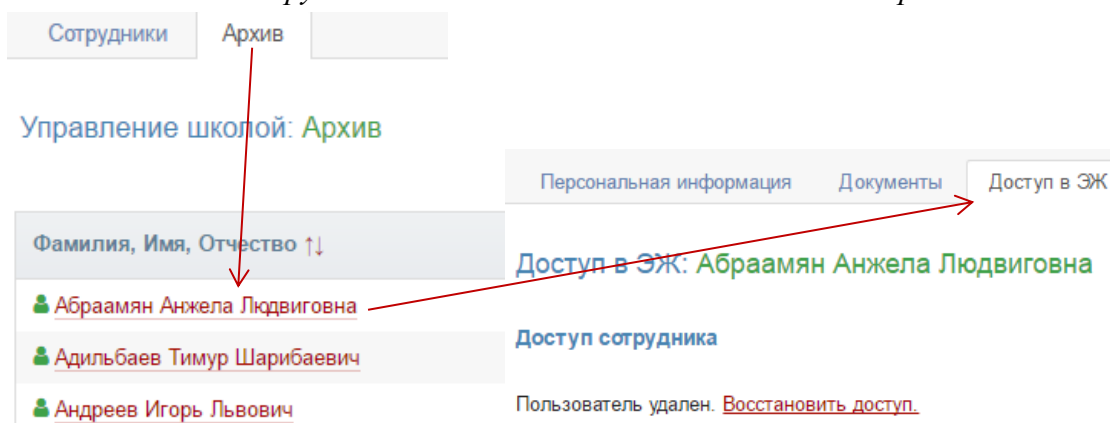 Сотрудники Архив
Управление школой: Архив
Фамилия, Имя, Отчество ↑↓
Абраамян Анжела Людвиговна
Адильбаев Тимур Шарибаевич
Андреев Игорь Львович
Персональная информация Документы Доступ в ЭЖ
Доступ в ЭЖ: Абраамян Анжела Людвиговна
Доступ сотрудника
Пользователь удален. Восстановить доступ.